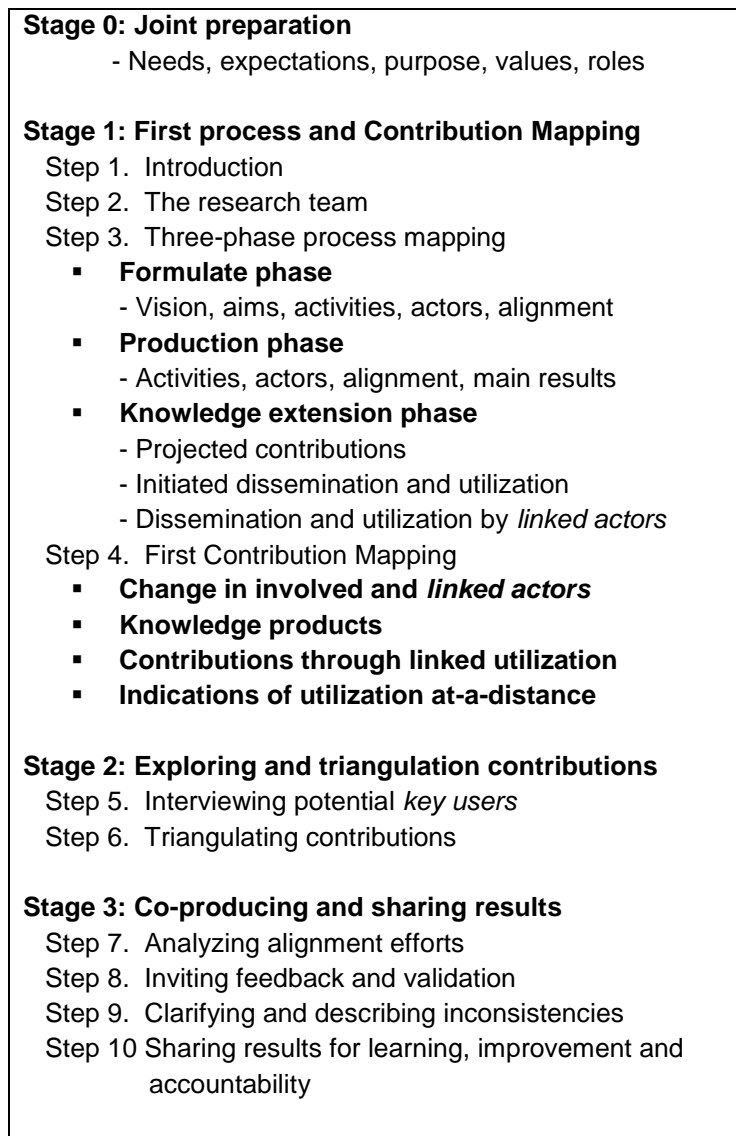 Stage 0: Joint preparation
- Needs, expectations, purpose, values, roles
Stage 1: First process and Contribution Mapping
Step 1. Introduction
Step 2. The research team
Step 3. Three-phase process mapping
▪ Formulate phase
- Vision, aims, activities, actors, alignment
▪ Production phase
- Activities, actors, alignment, main results
▪ Knowledge extension phase
- Projected contributions
- Initiated dissemination and utilization
- Dissemination and utilization by linked actors
Step 4. First Contribution Mapping
▪ Change in involved and linked actors
▪ Knowledge products
▪ Contributions through linked utilization
▪ Indications of utilization at-a-distance
Stage 2: Exploring and triangulation contributions
Step 5. Interviewing potential key users
Step 6. Triangulating contributions
Stage 3: Co-producing and sharing results
Step 7. Analyzing alignment efforts
Step 8. Inviting feedback and validation
Step 9. Clarifying and describing inconsistencies
Step 10 Sharing results for learning, improvement and
accountability